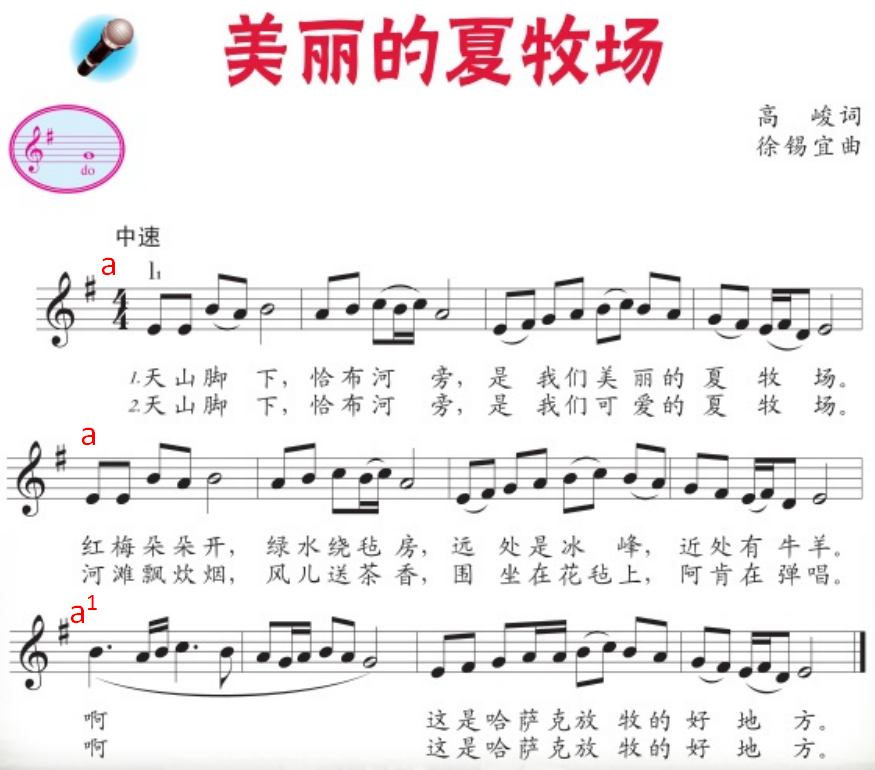 美丽的夏牧场
高 峻词
do
徐锡宜曲
中速
a
l₁
4
4
1.天山脚 下，恰布河 旁，是 我们美丽的夏 牧 场。
2.天山脚 下，恰布河 旁，是 我们可爱的夏 牧 场。
a
红梅朵朵开，绿水绕毡房，远 处是冰 峰，近处有牛羊。
河滩飘炊烟，风儿送茶香，围 坐在花毡上，阿肯在弹唱。
a¹
啊 这是哈萨克放 牧的好 地 方。
啊 这是哈萨克放 牧的好 地 方。